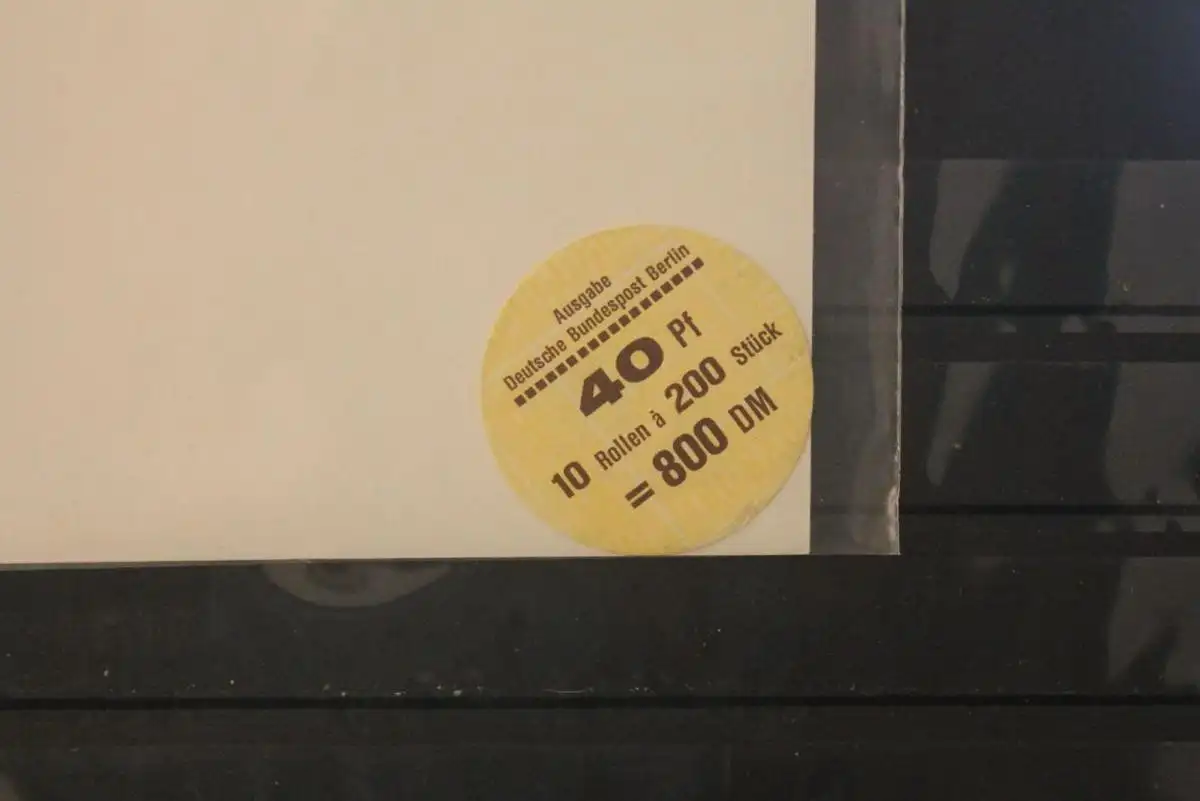 Ausgabe
Deutsche Bundespost Berlin
40 Pf
10 Rollen à 200 Stück
= 800 DM